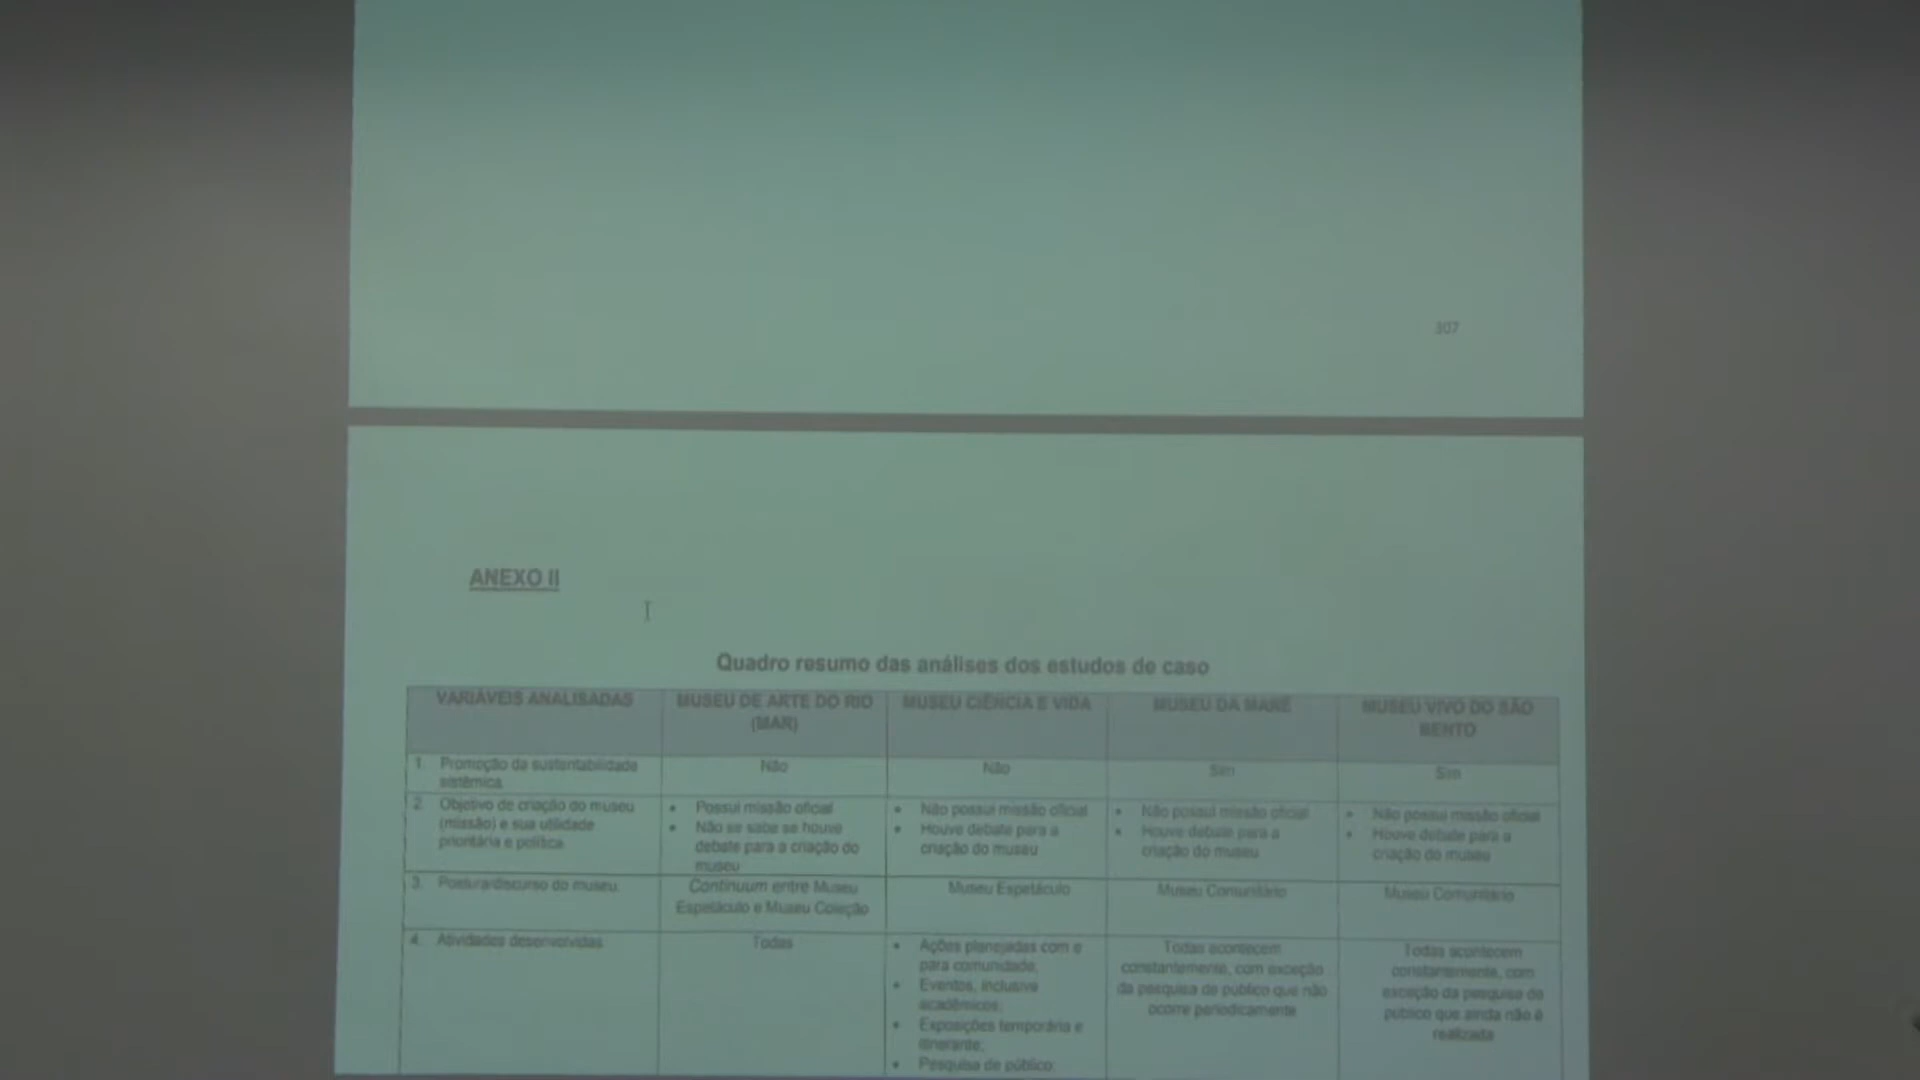 307
ANEXO II
Quadro resumo das análises dos estudos de caso
VARIÁVEIS ANALISADAS
MUSEU DE ARTE DO RIO
(MAR)
MUSEU CIÊNCIA E VIDA
MUSEU DA MARÉ
MUSEU VIVO DO SÃO
BENTO
1. Promoção da sustentabilidade
sistêmica
Não
Não
Sim
Sim
2. Objetivo de criação do museu
(missão) e sua utilidade
prioritária e política
• Possui missão oficial
• Não se sabe se houve
debate para a criação do
museu
• Não possui missão oficial
• Houve debate para a
criação do museu
• Não possui missão oficial
• Houve debate para a
criação do museu
• Não possui missão oficial
• Houve debate para a
criação do museu
3. Postura/discurso do museu.
Continuum entre Museu
Espetáculo e Museu Coleção
Museu Espetáculo
Museu Comunitário
Museu Comunitário
4. Atividades desenvolvidas
Todas
• Ações planejadas com e
para comunidade;
• Eventos, inclusive
acadêmicos;
• Exposições temporária e
itinerante;
• Pesquisa de público;
Todas acontecem
constantemente, com exceção
da pesquisa de público que não
ocorre periodicamente
Todas acontecem
constantemente, com
exceção da pesquisa de
público que ainda não é
realizada